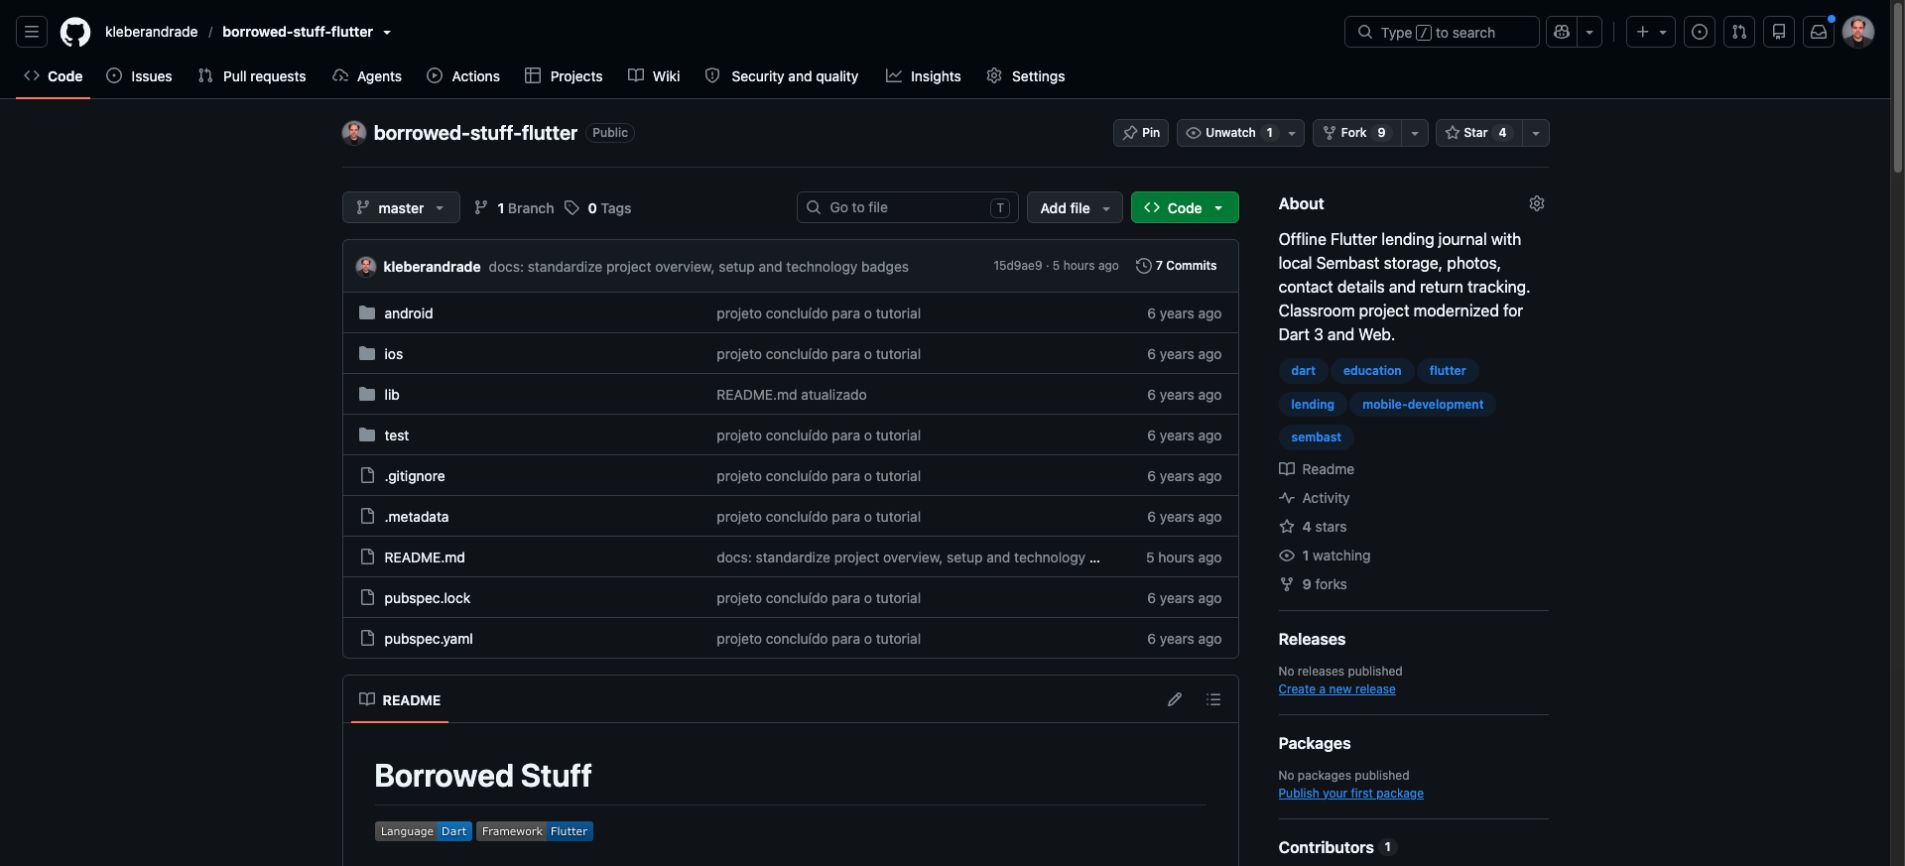 kleberandrade / borrowed-stuff-flutter
Type / to search
Code Issues Pull requests Agents Actions Projects Wiki Security and quality Insights Settings
borrowed-stuff-flutter Public
Pin Unwatch 1 Fork 9 Star 4
master 1 Branch 0 Tags Go to file T Add file Code
kleberandrade docs: standardize project overview, setup and technology badges 15d9ae9 · 5 hours ago 7 Commits
android projeto concluído para o tutorial 6 years ago
ios projeto concluído para o tutorial 6 years ago
lib README.md atualizado 6 years ago
test projeto concluído para o tutorial 6 years ago
.gitignore projeto concluído para o tutorial 6 years ago
.metadata projeto concluído para o tutorial 6 years ago
README.md docs: standardize project overview, setup and technology ... 5 hours ago
pubspec.lock projeto concluído para o tutorial 6 years ago
pubspec.yaml projeto concluído para o tutorial 6 years ago
README
Borrowed Stuff
Language Dart Framework Flutter
About
Offline Flutter lending journal with
local Sembast storage, photos,
contact details and return tracking.
Classroom project modernized for
Dart 3 and Web.
dart education flutter
lending mobile-development
sembast
Readme
Activity
4 stars
1 watching
9 forks
Releases
No releases published
Create a new release
Packages
No packages published
Publish your first package
Contributors 1